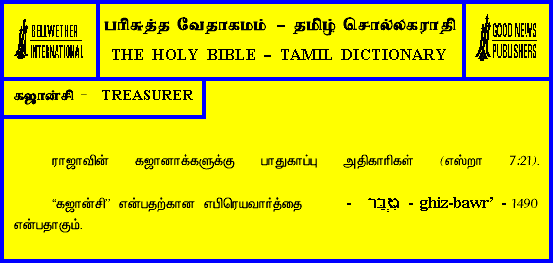 BELLWETHER
INTERNATIONAL
பரிசுத்த வேதாகமம் – தமிழ் சொல்லகராதி
THE HOLY BIBLE – TAMIL DICTIONARY
GOOD NEWS
PUBLISHERS
கஜான்சி - TREASURER
ராஜாவின் கஜானாக்களுக்கு பாதுகாப்பு அதிகாரிகள் (எஸ்றா 7:21).
“கஜான்சி” என்பதற்கான எபிரெயவார்த்தை - - ghiz-bawr’ - 1490
என்பதாகும்.